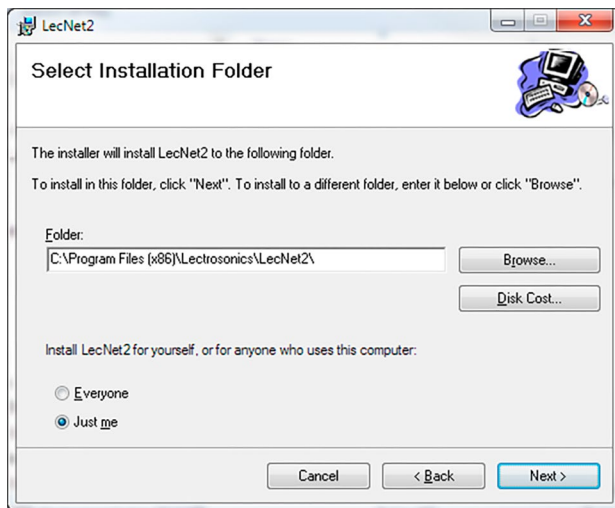 LecNet2
Select Installation Folder
The installer will install LecNet2 to the following folder.
To install in this folder, click "Next". To install to a different folder, enter it below or click "Browse".
Folder:
C:\Program Files (x86)\Lectrosonics\LecNet2\
Browse...
Disk Cost...
Install LecNet2 for yourself, or for anyone who uses this computer:
Everyone
Just me
Cancel
< Back
Next >